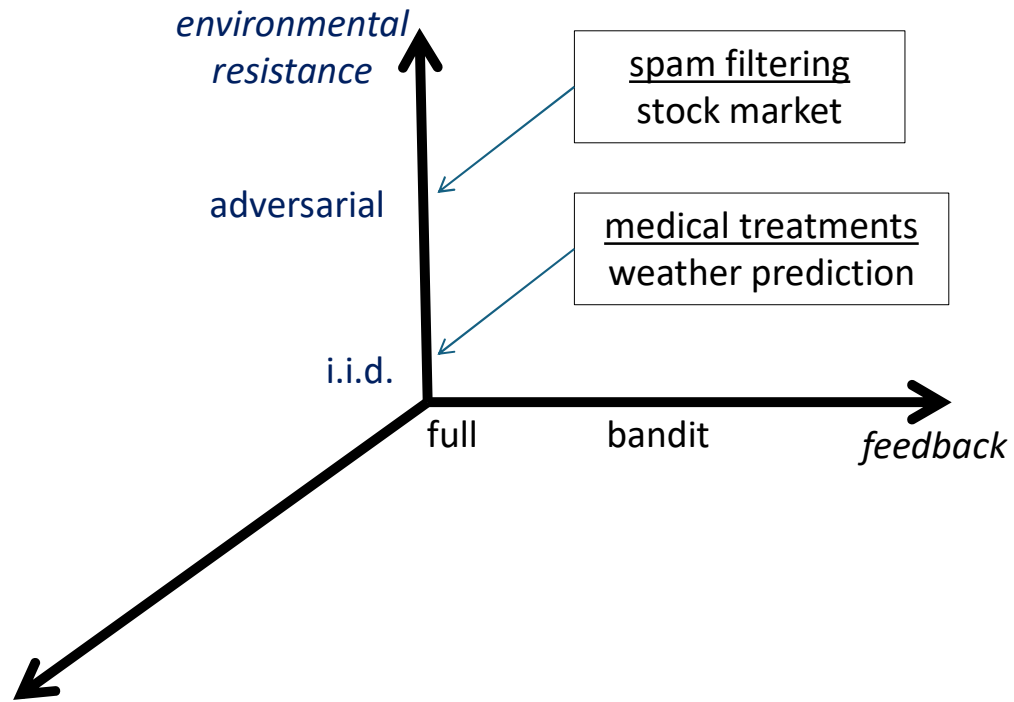 environmental
resistance
spam filtering
stock market
adversarial
medical treatments
weather prediction
i.i.d.
full
bandit
feedback